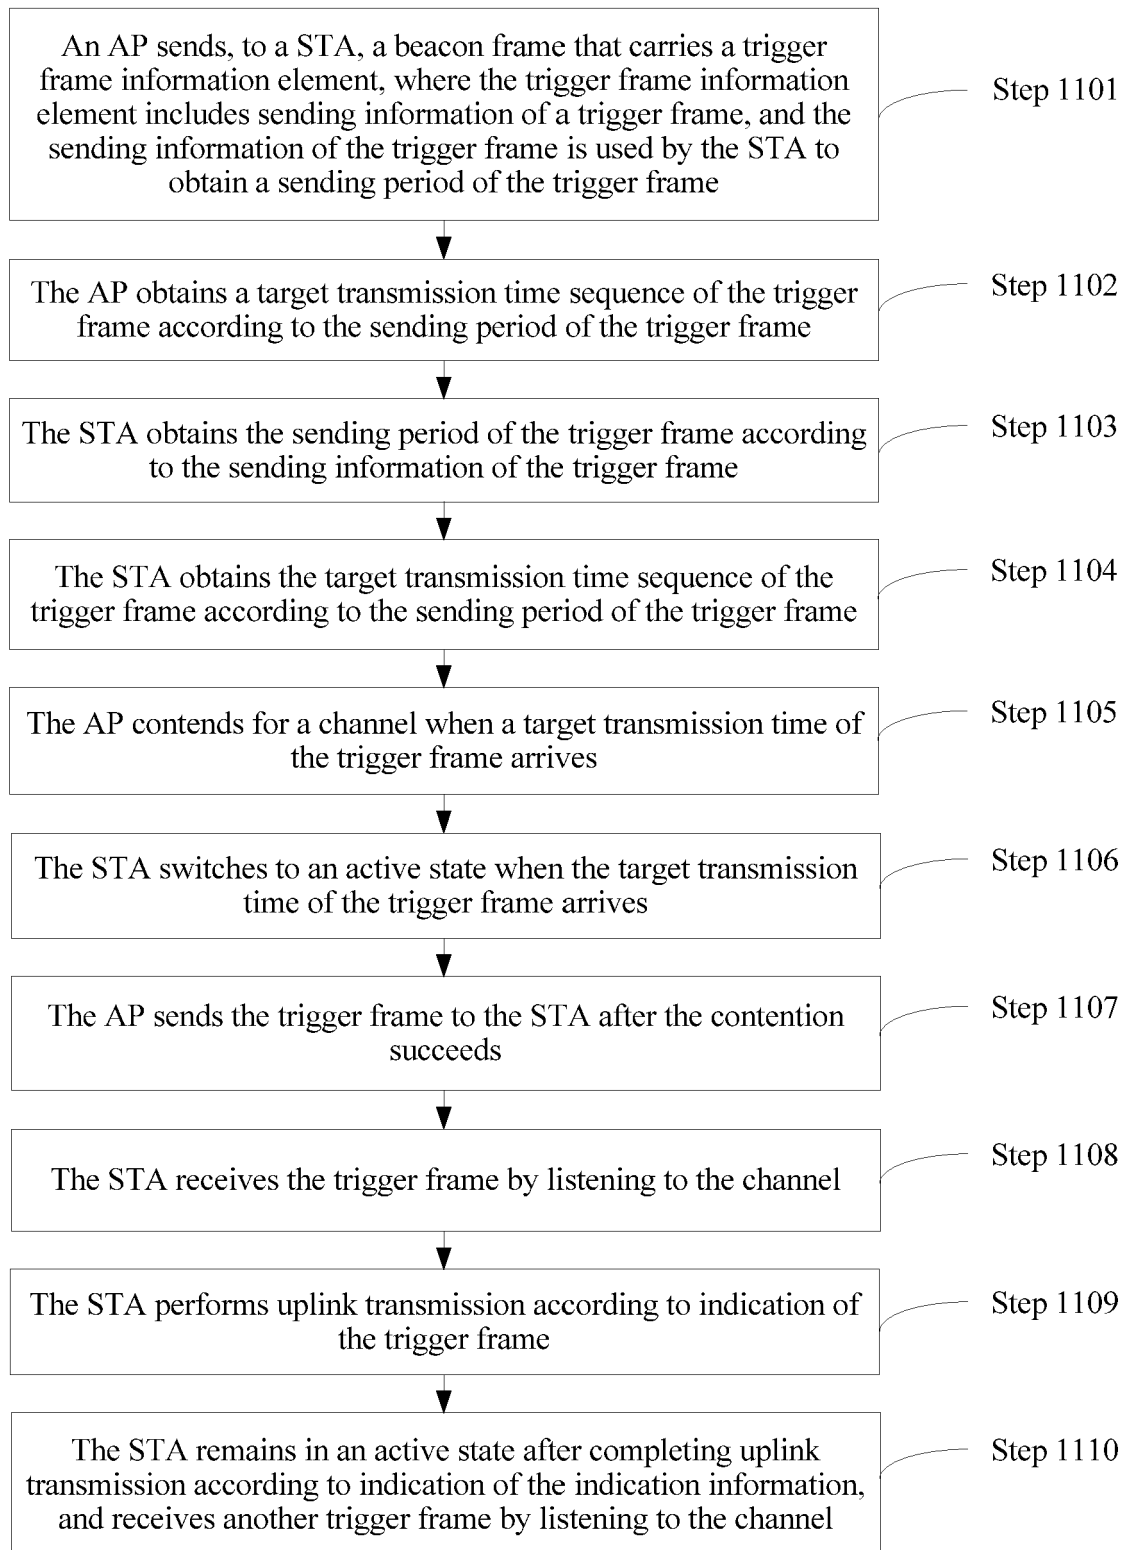 An AP sends, to a STA, a beacon frame that carries a trigger
frame information element, where the trigger frame information
element includes sending information of a trigger frame, and the
sending information of the trigger frame is used by the STA to
obtain a sending period of the trigger frame
Step 1101
The AP obtains a target transmission time sequence of the trigger
frame according to the sending period of the trigger frame
Step 1102
The STA obtains the sending period of the trigger frame according
to the sending information of the trigger frame
Step 1103
The STA obtains the target transmission time sequence of the
trigger frame according to the sending period of the trigger frame
Step 1104
The AP contends for a channel when a target transmission time of
the trigger frame arrives
Step 1105
The STA switches to an active state when the target transmission
time of the trigger frame arrives
Step 1106
The AP sends the trigger frame to the STA after the contention
succeeds
Step 1107
The STA receives the trigger frame by listening to the channel
Step 1108
The STA performs uplink transmission according to indication of
the trigger frame
Step 1109
The STA remains in an active state after completing uplink
transmission according to indication of the indication information,
and receives another trigger frame by listening to the channel
Step 1110